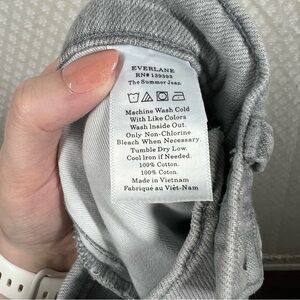 EVERLANE
RN# 139393
The Summer Jean
Machine Wash Cold
With Like Colors
Wash Inside Out.
Only Non-Chlorine
Bleach When Necessary.
Tumble Dry Low.
Cool Iron if Needed.
100% Cotton.
100% Coton.
Made in Vietnam
Fabriqué au Viêt-Nam